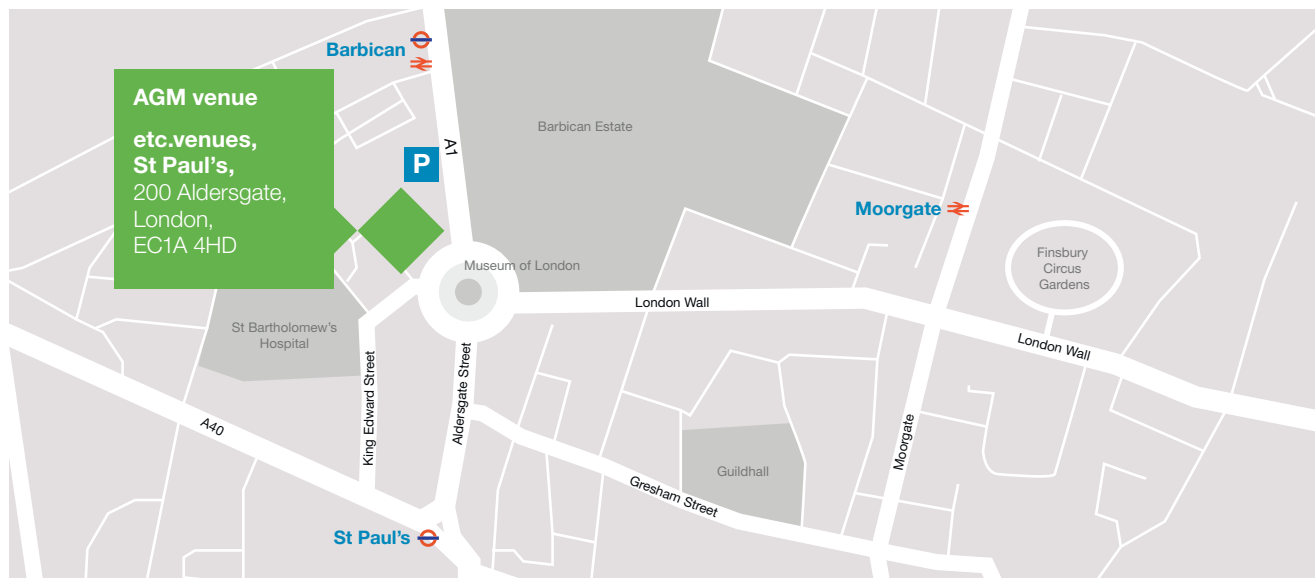 Barbican
AGM venue
etc.venues,
St Paul's,
200 Aldersgate,
London,
EC1A 4HD
P
A1
Barbican Estate
Moorgate
Museum of London
Finsbury
Circus
Gardens
London Wall
St Bartholomew's
Hospital
London Wall
King Edward Street
Aldersgate Street
A40
Moorgate
Guildhall
Gresham Street
St Paul's